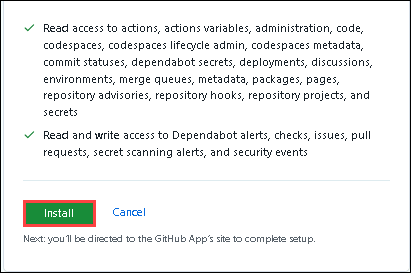 Read access to actions, actions variables, administration, code,
codespaces, codespaces lifecycle admin, codespaces metadata,
commit statuses, dependabot secrets, deployments, discussions,
environments, merge queues, metadata, packages, pages,
repository advisories, repository hooks, repository projects, and
secrets
Read and write access to Dependabot alerts, checks, issues, pull
requests, secret scanning alerts, and security events
Install Cancel
Next: you'll be directed to the GitHub App's site to complete setup.